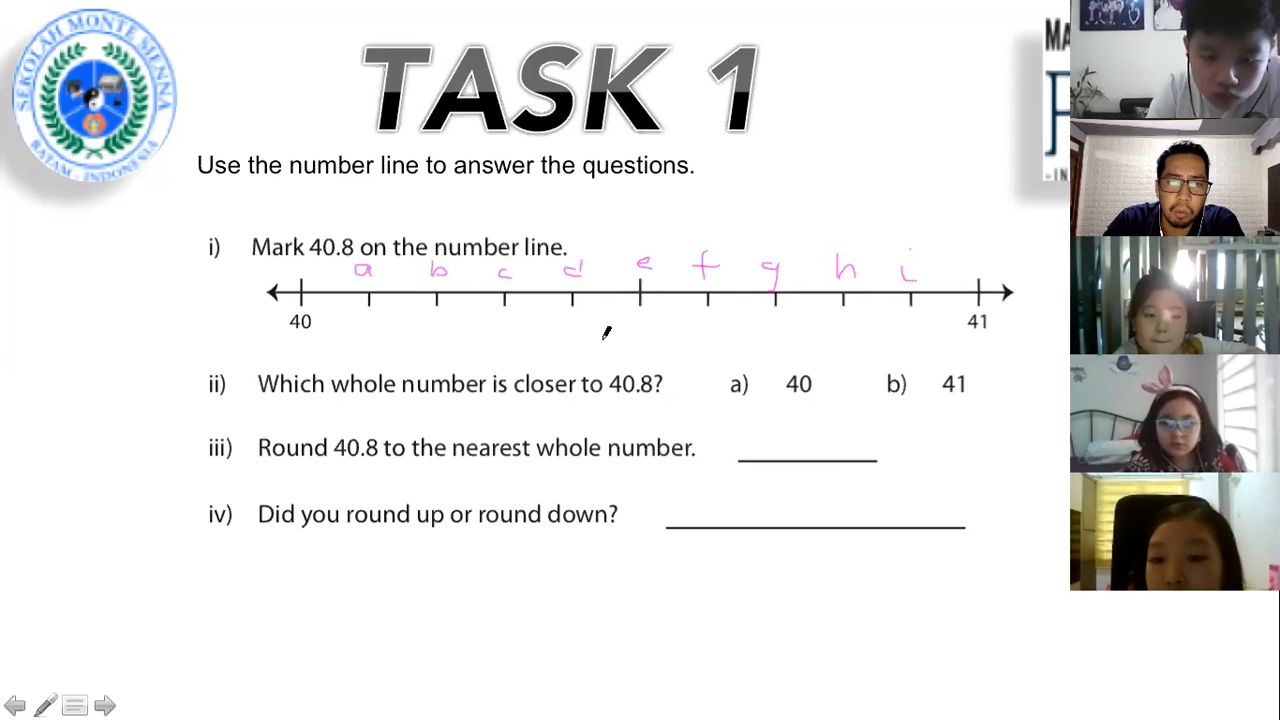 SEKOLAH MONTE SIENNA
BATAM - INDONESIA
TASK 1
MA
Use the number line to answer the questions.
i) Mark 40.8 on the number line.
a b c d e f g h i
40 41
ii) Which whole number is closer to 40.8? a) 40 b) 41
iii) Round 40.8 to the nearest whole number.
iv) Did you round up or round down?